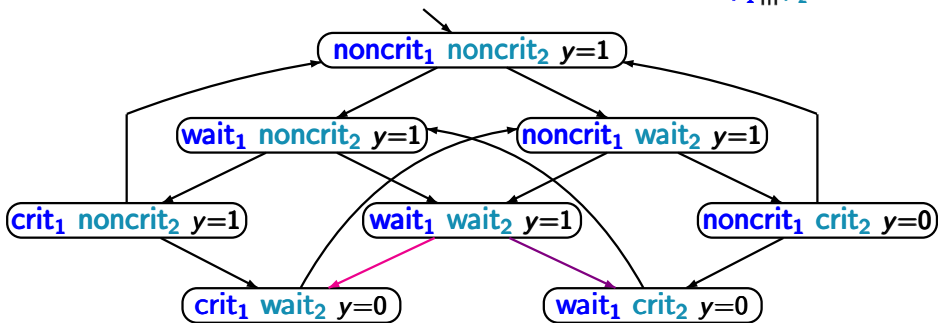 noncrit₁ noncrit₂ y=1
wait₁ noncrit₂ y=1
noncrit₁ wait₂ y=1
crit₁ noncrit₂ y=1
wait₁ wait₂ y=1
noncrit₁ crit₂ y=0
crit₁ wait₂ y=0
wait₁ crit₂ y=0